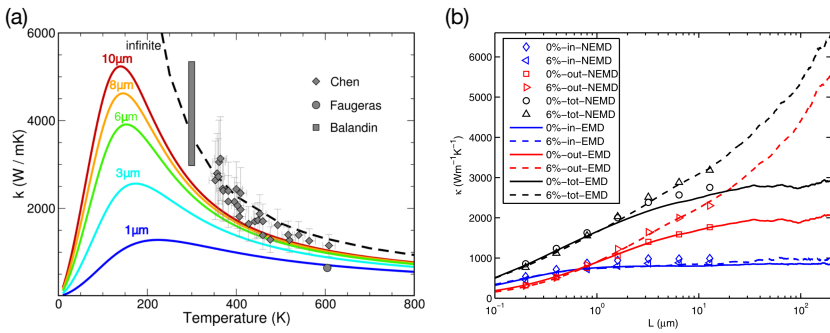 (a)
6000
4000
2000
0
k (W / mK)
infinite
10μm
8μm
6μm
3μm
1μm
Chen
Faugeras
Balandin
0 200 400 600 800
Temperature (K)
(b)
6000
5000
4000
3000
2000
1000
0
κ (Wm⁻¹K⁻¹)
0%−in−NEMD
6%−in−NEMD
0%−out−NEMD
6%−out−NEMD
0%−tot−NEMD
6%−tot−NEMD
0%−in−EMD
6%−in−EMD
0%−out−EMD
6%−out−EMD
0%−tot−EMD
6%−tot−EMD
10⁻¹ 10⁰ 10¹ 10²
L (μm)